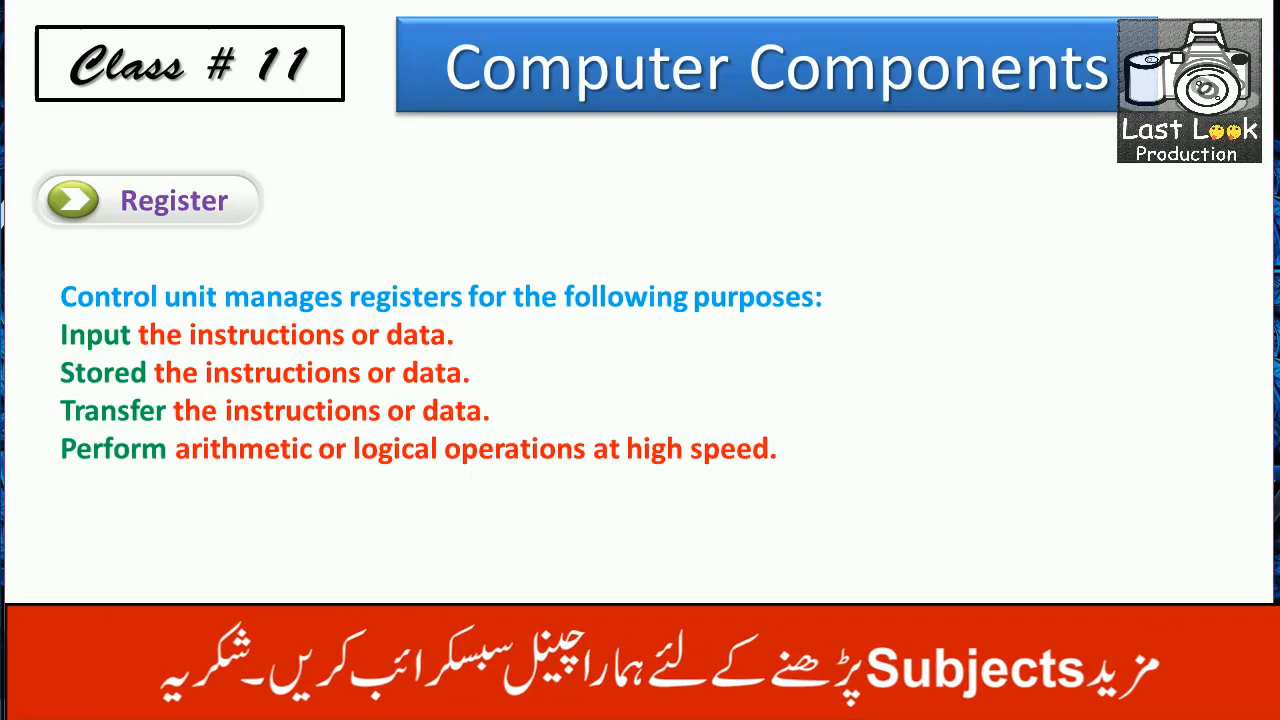 Class # 11
Computer Components
Last Look
Production
Register
Control unit manages registers for the following purposes:
Input the instructions or data.
Stored the instructions or data.
Transfer the instructions or data.
Perform arithmetic or logical operations at high speed.
مزید Subjects پڑھنے کے لئے ہمارا چینل سبسکرائب کریں۔ شکریہ